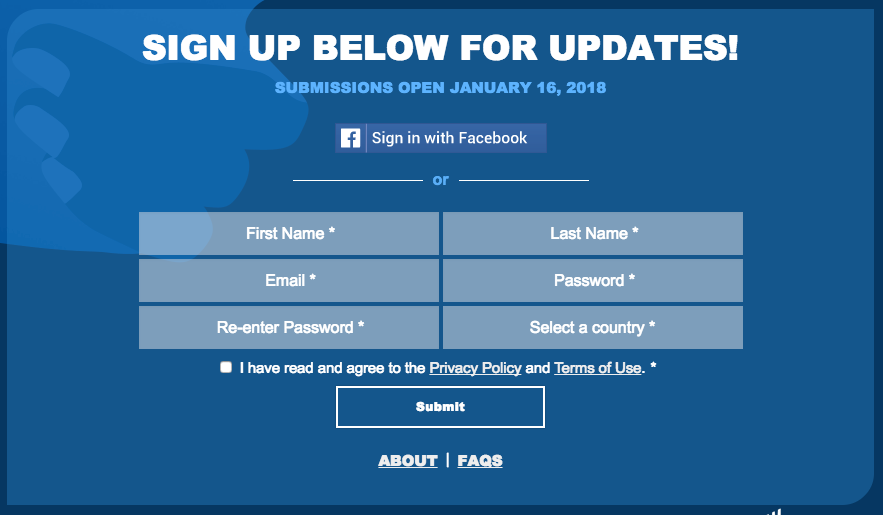 SIGN UP BELOW FOR UPDATES!
SUBMISSIONS OPEN JANUARY 16, 2018
f Sign in with Facebook
or
First Name * Last Name *
Email * Password *
Re-enter Password * Select a country *
I have read and agree to the Privacy Policy and Terms of Use. *
Submit
ABOUT | FAQS